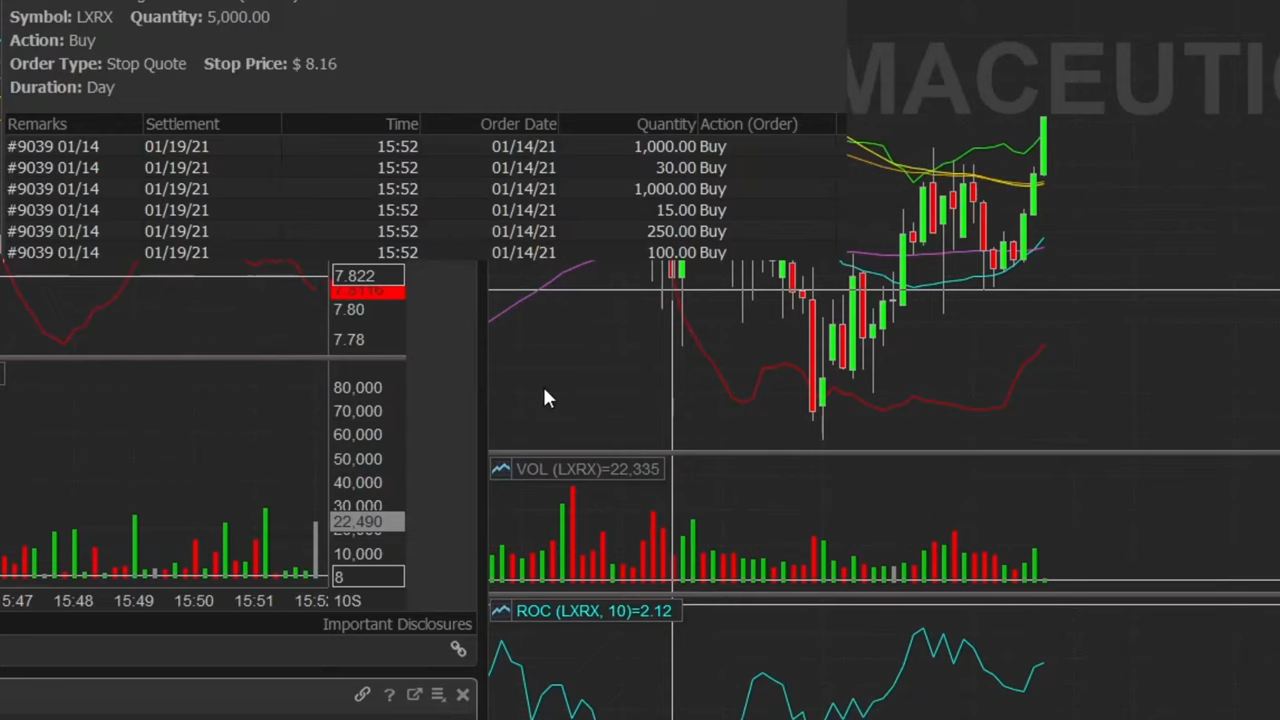 Symbol: LXRX Quantity: 5,000.00
Action: Buy
Order Type: Stop Quote Stop Price: $ 8.16
Duration: Day
MACEUTI
Remarks Settlement Time Order Date Quantity Action (Order)
#9039 01/14 01/19/21 15:52 01/14/21 1,000.00 Buy
#9039 01/14 01/19/21 15:52 01/14/21 30.00 Buy
#9039 01/14 01/19/21 15:52 01/14/21 1,000.00 Buy
#9039 01/14 01/19/21 15:52 01/14/21 15.00 Buy
#9039 01/14 01/19/21 15:52 01/14/21 250.00 Buy
#9039 01/14 01/19/21 15:52 01/14/21 100.00 Buy
7.822
7.80
7.78
80,000
70,000
60,000
50,000
40,000
30,000
22,490
10,000
8
5:47 15:48 15:49 15:50 15:51 15:52 10S
Important Disclosures
VOL (LXRX)=22,335
ROC (LXRX, 10)=2.12